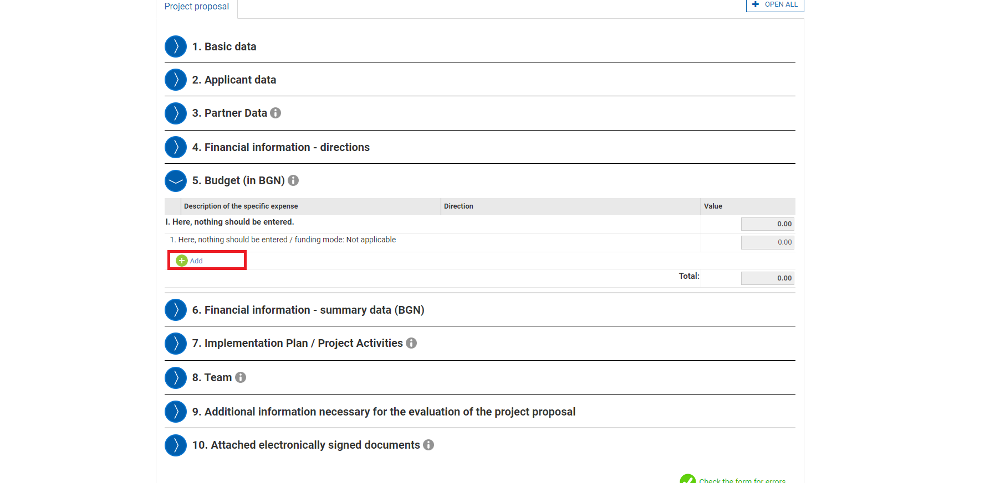 Project proposal
OPEN ALL
1. Basic data
2. Applicant data
3. Partner Data
4. Financial information - directions
5. Budget (in BGN)
Description of the specific expense Direction Value
I. Here, nothing should be entered. 0.00
1. Here, nothing should be entered / funding mode: Not applicable 0.00
Add
Total: 0.00
6. Financial information - summary data (BGN)
7. Implementation Plan / Project Activities
8. Team
9. Additional information necessary for the evaluation of the project proposal
10. Attached electronically signed documents
Check the form for errors